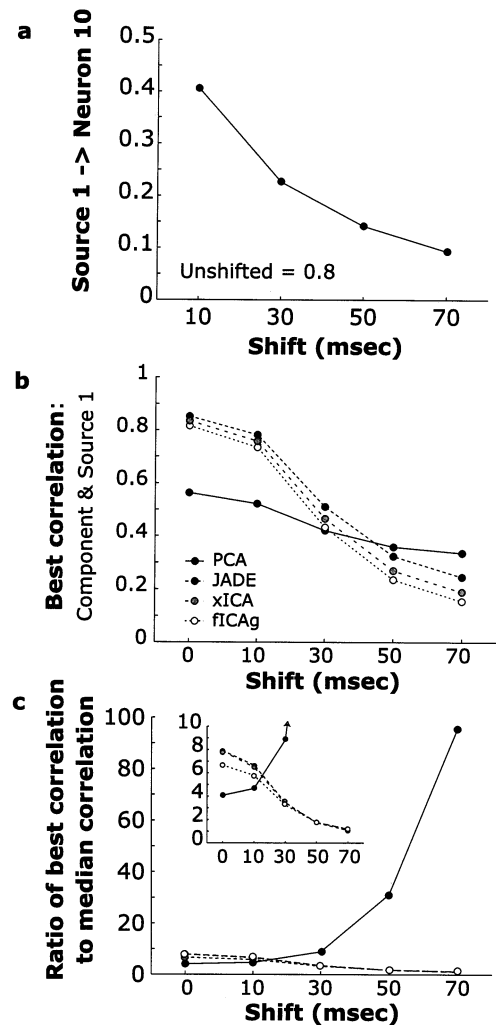 a
Source 1 -> Neuron 10
0.5
0.4
0.3
0.2
0.1
0
Unshifted = 0.8
10 30 50 70
Shift (msec)
b
Best correlation:
Component & Source 1
1
0.8
0.6
0.4
0.2
0
PCA
JADE
xICA
fICAg
0 10 30 50 70
Shift (msec)
c
Ratio of best correlation
to median correlation
100
80
60
40
20
0
10
8
6
4
2
0
0 10 30 50 70
0 10 30 50 70
Shift (msec)